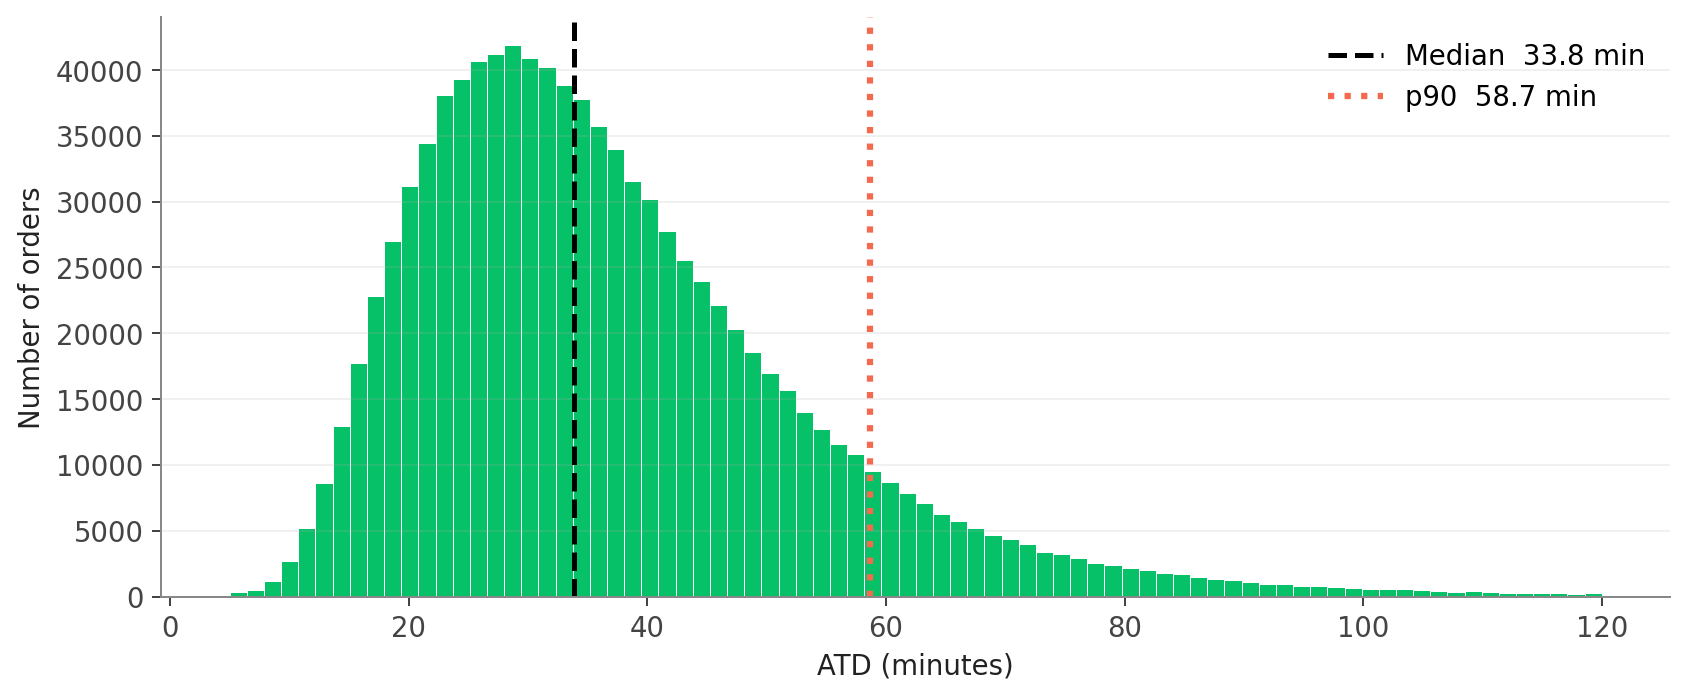 Median 33.8 min
p90 58.7 min
Number of orders
40000
35000
30000
25000
20000
15000
10000
5000
0
0 20 40 60 80 100 120
ATD (minutes)